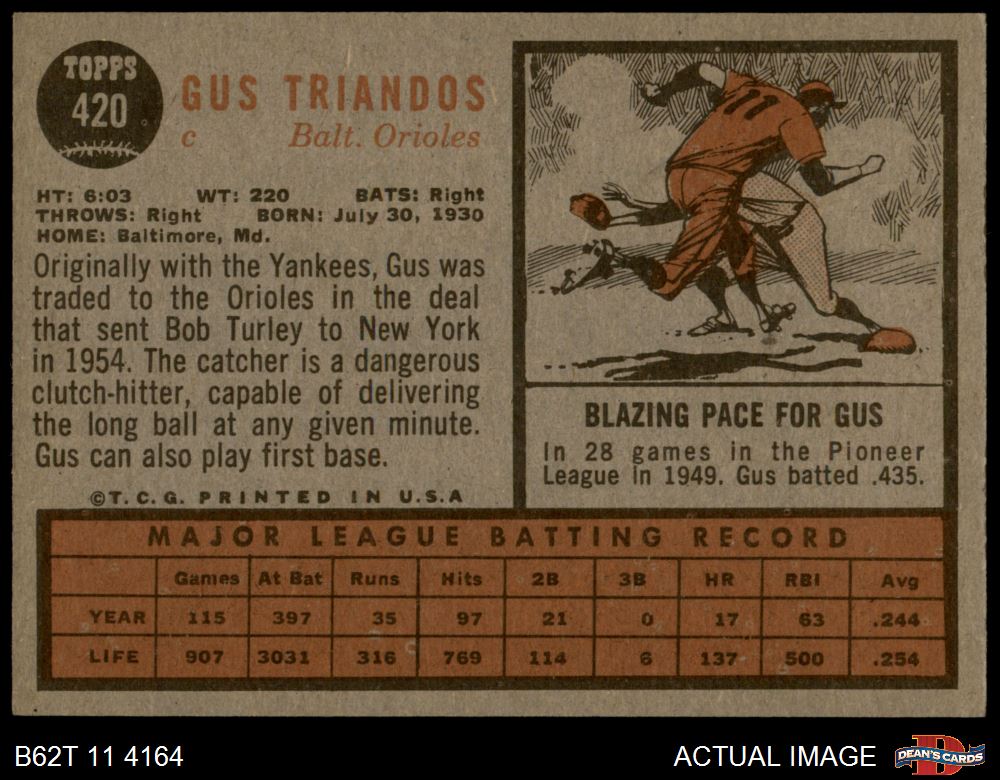 TOPPS
420
GUS TRIANDOS
c Balt. Orioles
HT: 6:03 WT: 220 BATS: Right
THROWS: Right BORN: July 30, 1930
HOME: Baltimore, Md.
Originally with the Yankees, Gus was
traded to the Orioles in the deal
that sent Bob Turley to New York
in 1954. The catcher is a dangerous
clutch-hitter, capable of delivering
the long ball at any given minute.
Gus can also play first base.
©T. C. G. PRINTED IN U.S.A
11
BLAZING PACE FOR GUS
In 28 games in the Pioneer
League in 1949. Gus batted .435.
MAJOR LEAGUE BATTING RECORD
Games At Bat Runs Hits 2B 3B HR RBI Avg
YEAR 115 397 35 97 21 0 17 63 .244
LIFE 907 3031 316 769 114 6 137 500 .254
B62T 11 4164 ACTUAL IMAGE
D
DEAN'S CARDS